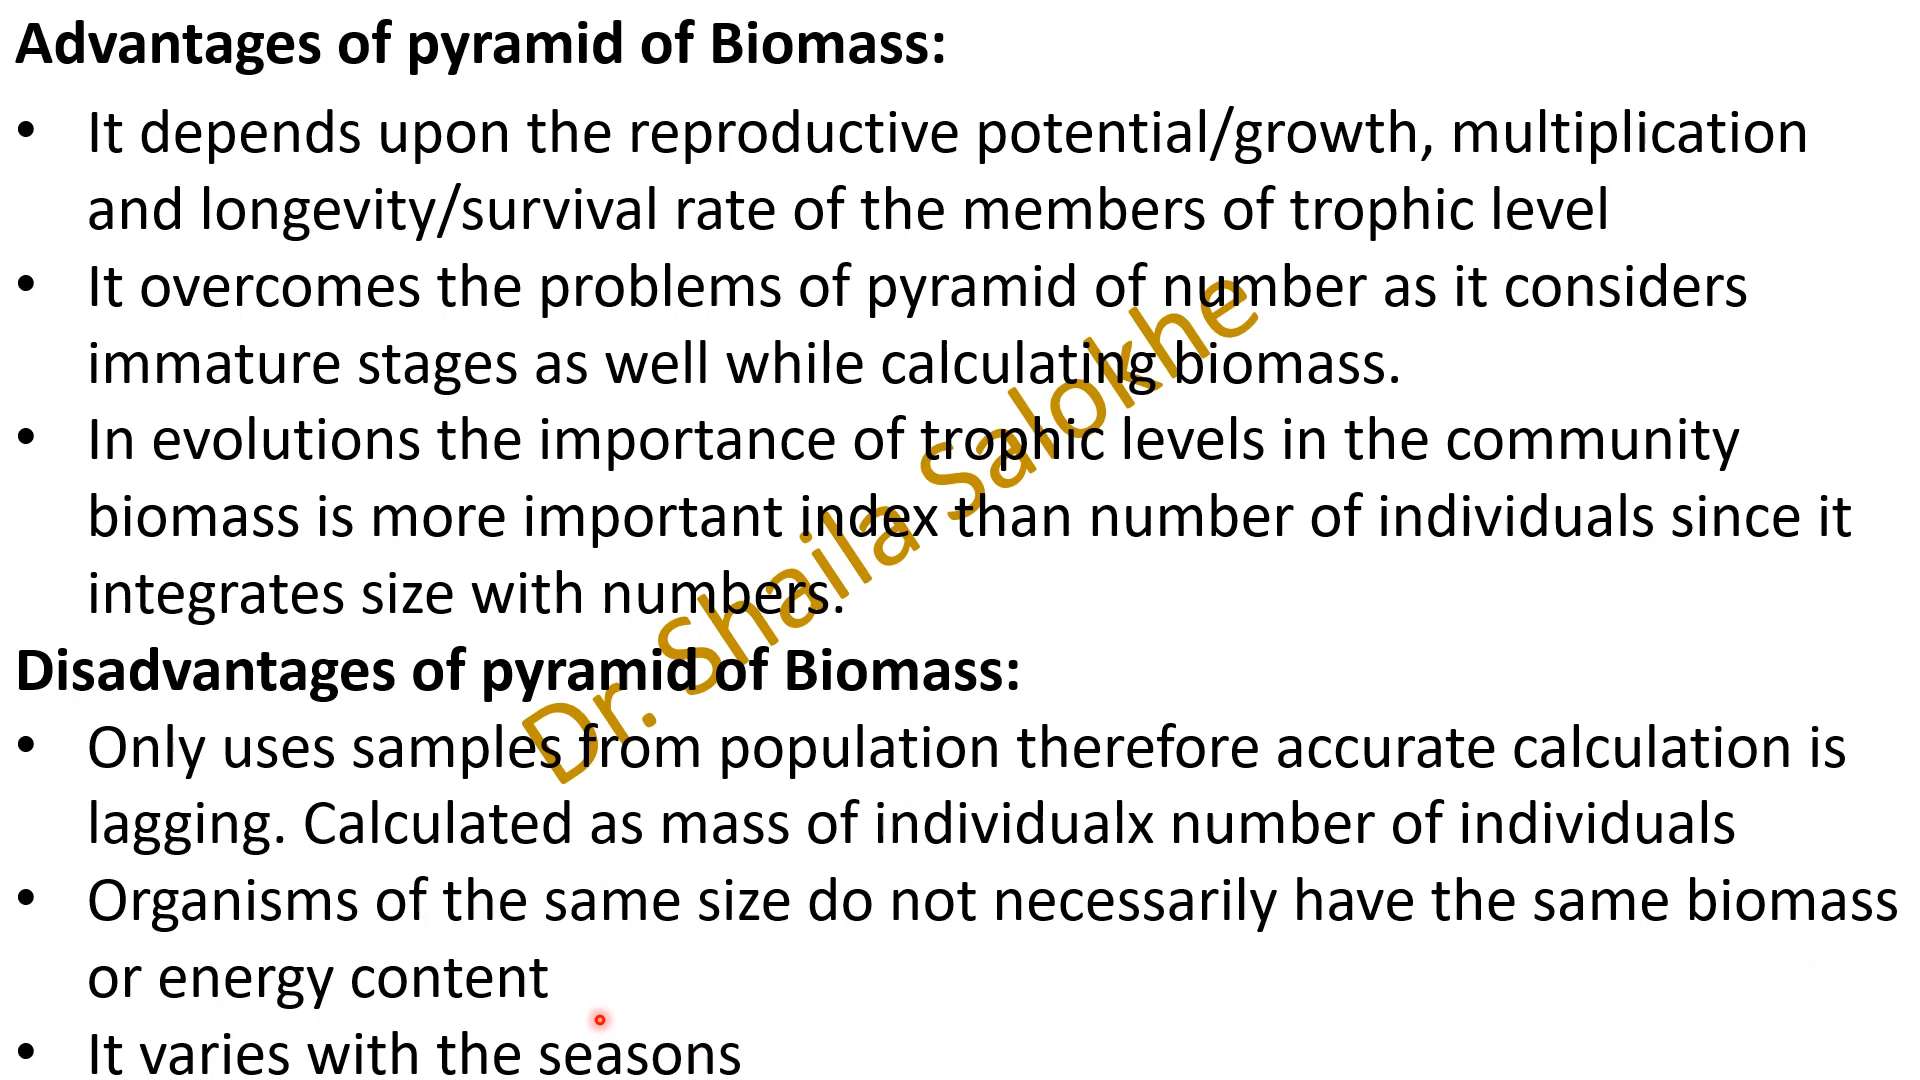 Advantages of pyramid of Biomass:
• It depends upon the reproductive potential/growth, multiplication
and longevity/survival rate of the members of trophic level
• It overcomes the problems of pyramid of number as it considers
immature stages as well while calculating biomass.
• In evolutions the importance of trophic levels in the community
biomass is more important index than number of individuals since it
integrates size with numbers.
Disadvantages of pyramid of Biomass:
• Only uses samples from population therefore accurate calculation is
lagging. Calculated as mass of individualx number of individuals
• Organisms of the same size do not necessarily have the same biomass
or energy content
• It varies with the seasons
Dr. Shaila Salokhe